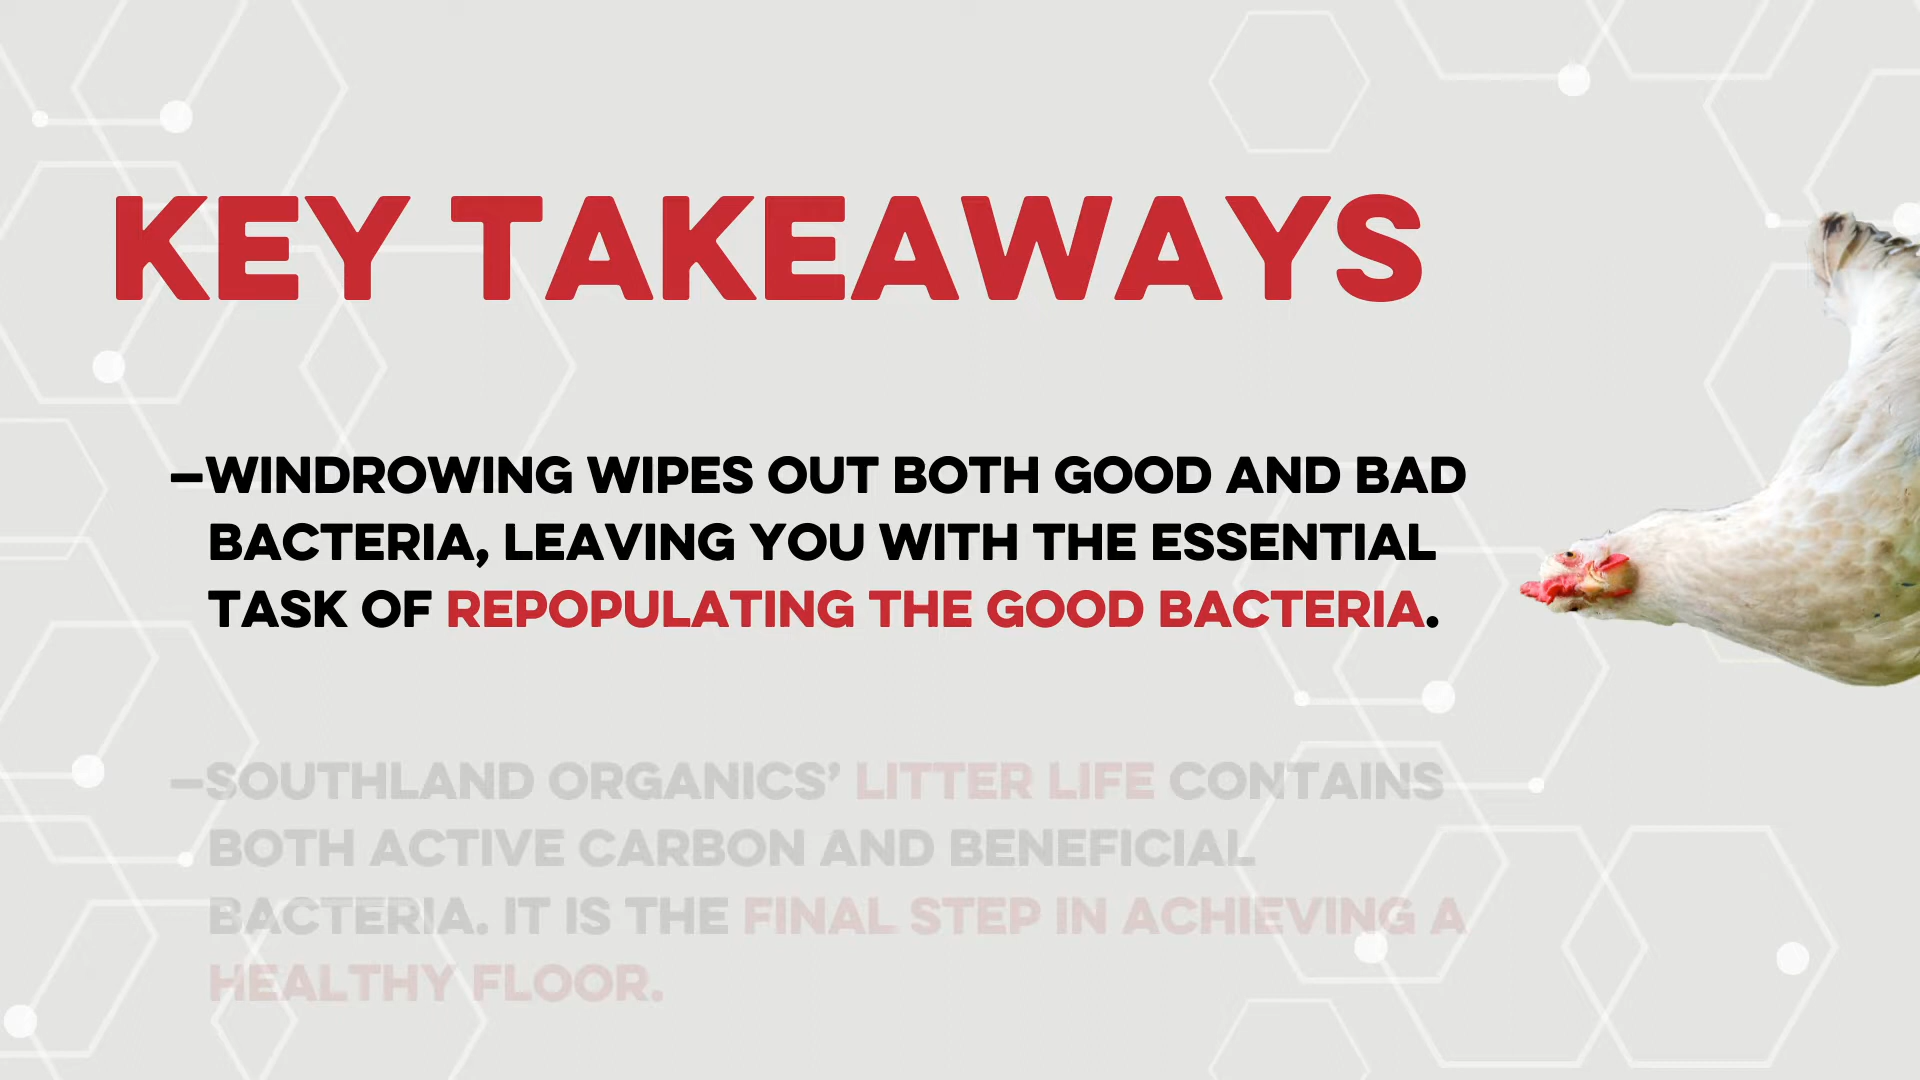 KEY TAKEAWAYS
–WINDROWING WIPES OUT BOTH GOOD AND BAD
BACTERIA, LEAVING YOU WITH THE ESSENTIAL
TASK OF REPOPULATING THE GOOD BACTERIA.
–SOUTHLAND ORGANICS’ LITTER LIFE CONTAINS
BOTH ACTIVE CARBON AND BENEFICIAL
BACTERIA. IT IS THE FINAL STEP IN ACHIEVING A
HEALTHY FLOOR.